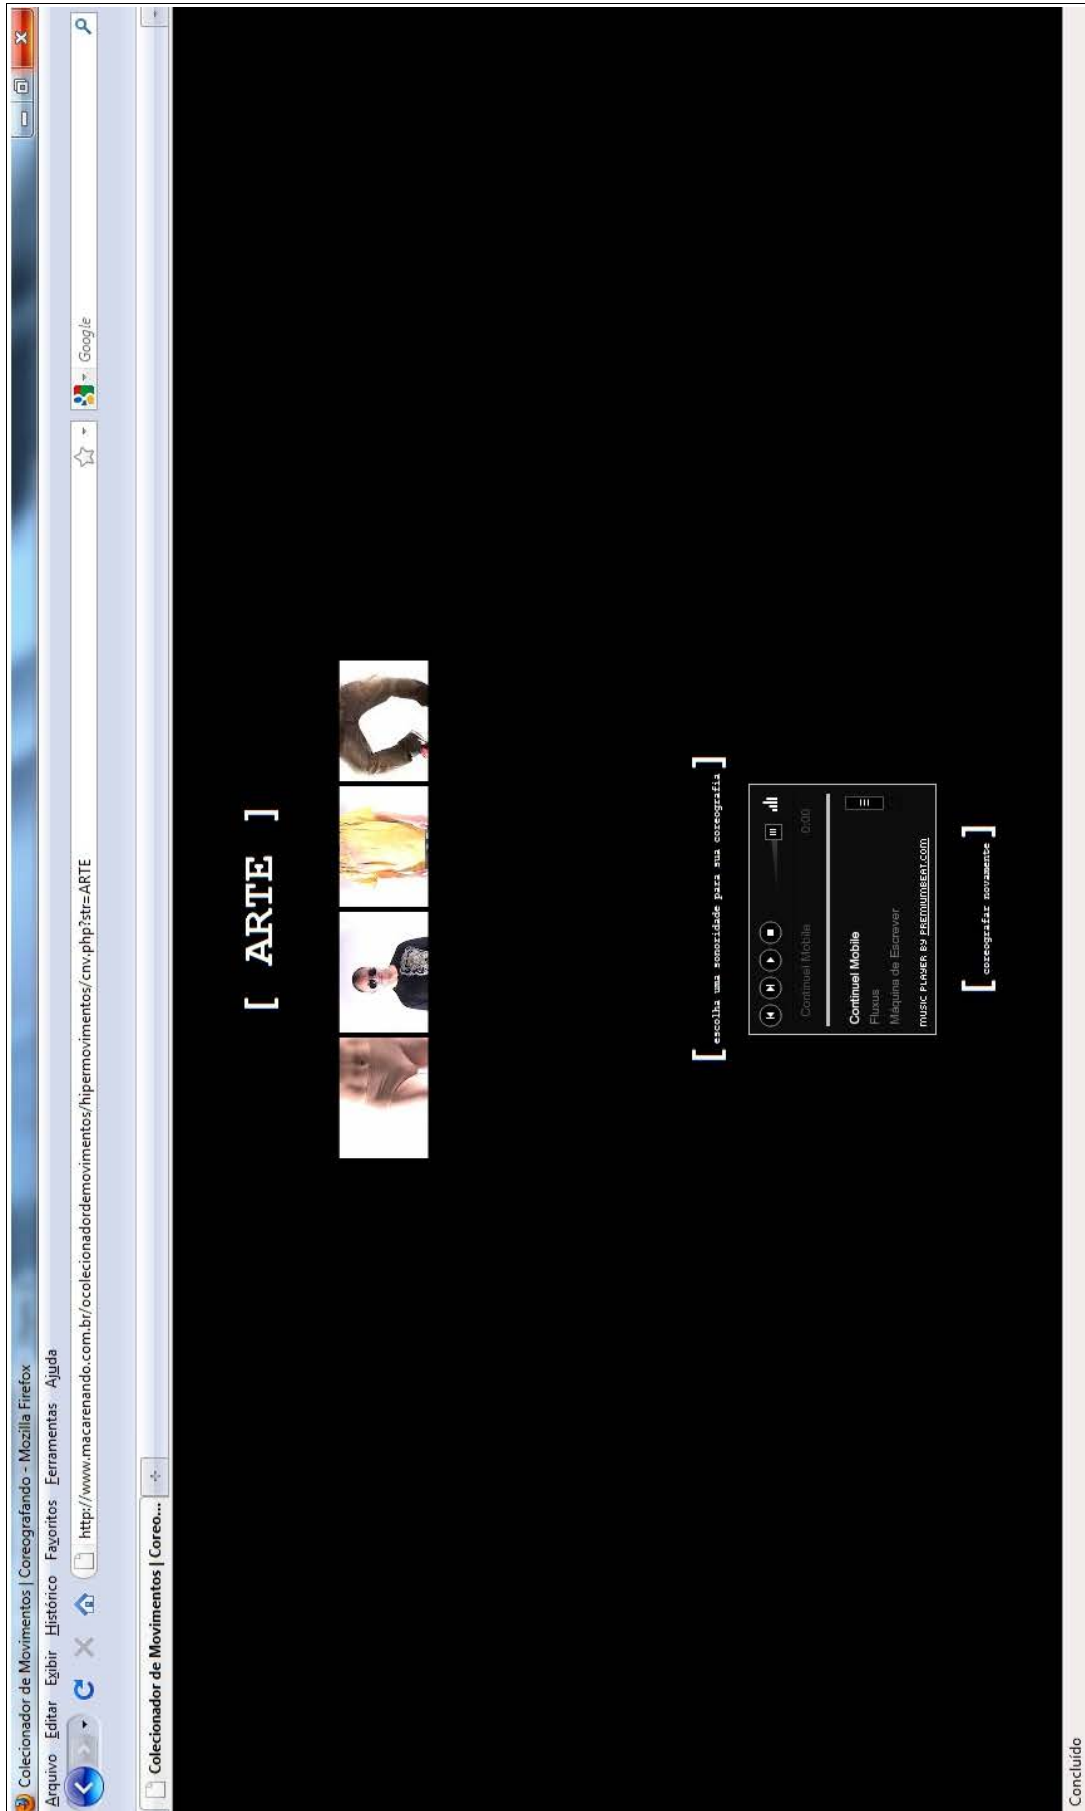 Colecionador de Movimentos | Coreografando - Mozilla Firefox
Arquivo Editar Exibir Histórico Favoritos Ferramentas Ajuda
http://www.macarenando.com.br/ocolecionadordemovimentos/hipermovimentos/cnv.php?str=ARTE
Google
Colecionador de Movimentos | Coreo...
[ ARTE ]
[ escolha uma sonoridade para sua coreografia ]
Continuel Mobile
0:00
Continuel Mobile
Fluxus
Máquina de Escrever
MUSIC PLAYER BY PREMIUMBEAT.COM
[ coreografar novamente ]
Concluído